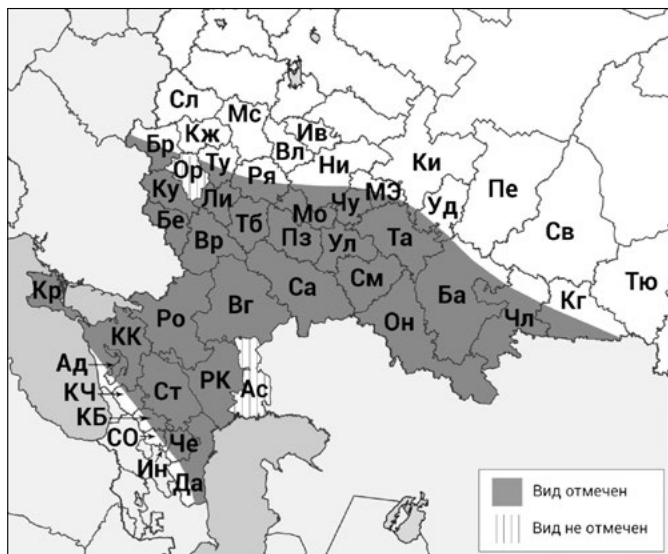 Сл
Мс
Кж
Ив
Вл
Бр
Ту
Ни
Ки
Ор
Ря
МЭ
Пе
Ку
Ли
Мо
Чу
Уд
Св
Бе
Тб
Пз
Ул
Та
Вр
Тю
Кг
Кр
Са
См
Ба
Ро
Вг
Чл
КК
Он
Ад
РК
Ас
КЧ
Ст
КБ
СО
Че
Ин
Да
Вид отмечен
Вид не отмечен